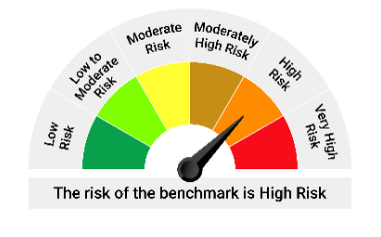 Low
Risk
Low to
Moderate
Risk
Moderate
Risk
Moderately
High Risk
High
Risk
Very High
Risk
The risk of the benchmark is High Risk